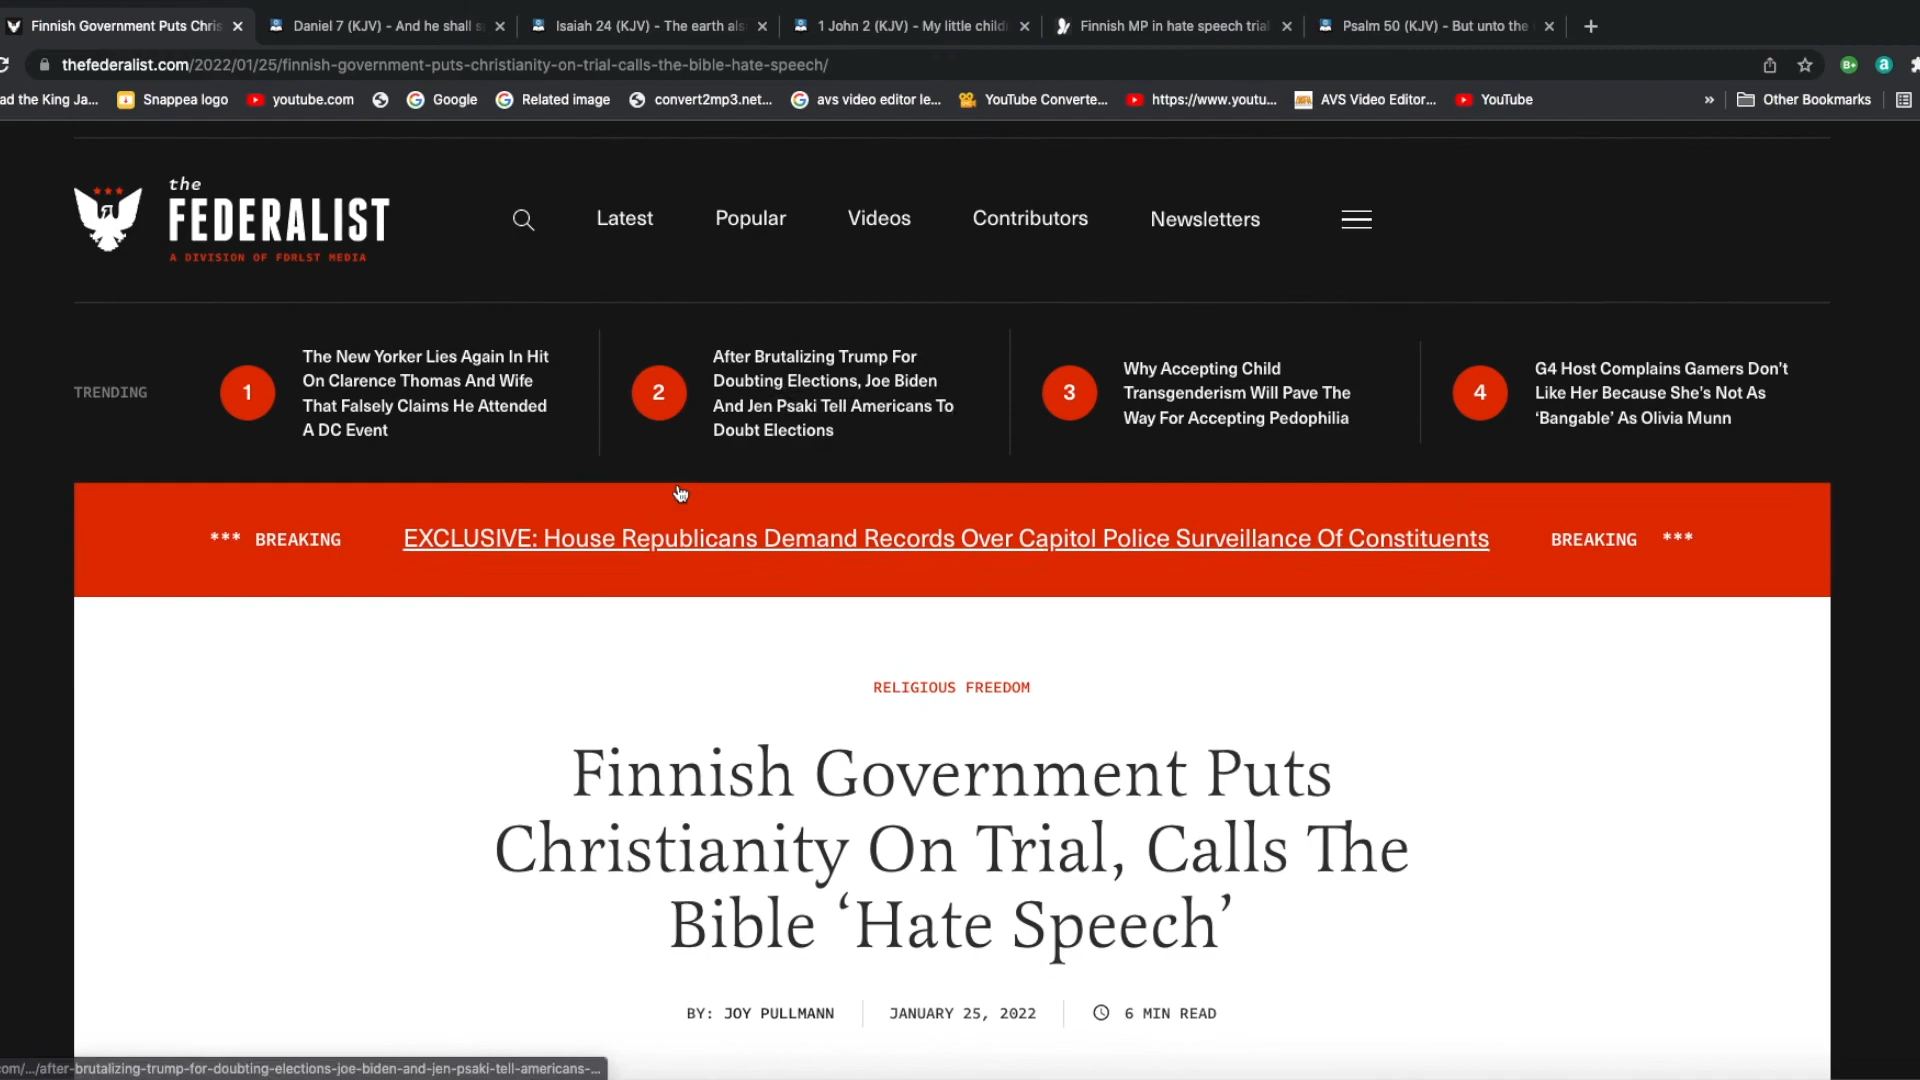 Finnish Government Puts Chris
Daniel 7 (KJV) - And he shall s
Isaiah 24 (KJV) - The earth als
1 John 2 (KJV) - My little child
Finnish MP in hate speech trial
Psalm 50 (KJV) - But unto the
thefederalist.com/2022/01/25/finnish-government-puts-christianity-on-trial-calls-the-bible-hate-speech/
ad the King Ja...
Snappea logo
youtube.com
Google
Related image
convert2mp3.net...
avs video editor le...
YouTube Converte...
https://www.youtu...
AVS Video Editor...
YouTube
»
Other Bookmarks
the
FEDERALIST
A DIVISION OF FDRLST MEDIA
Latest
Popular
Videos
Contributors
Newsletters
TRENDING
1
The New Yorker Lies Again In Hit
On Clarence Thomas And Wife
That Falsely Claims He Attended
A DC Event
2
After Brutalizing Trump For
Doubting Elections, Joe Biden
And Jen Psaki Tell Americans To
Doubt Elections
3
Why Accepting Child
Transgenderism Will Pave The
Way For Accepting Pedophilia
4
G4 Host Complains Gamers Don't
Like Her Because She's Not As
‘Bangable’ As Olivia Munn
*** BREAKING
EXCLUSIVE: House Republicans Demand Records Over Capitol Police Surveillance Of Constituents
BREAKING ***
RELIGIOUS FREEDOM
Finnish Government Puts
Christianity On Trial, Calls The
Bible ‘Hate Speech’
BY: JOY PULLMANN
JANUARY 25, 2022
6 MIN READ
com/.../after-brutalizing-trump-for-doubting-elections-joe-biden-and-jen-psaki-tell-americans-...